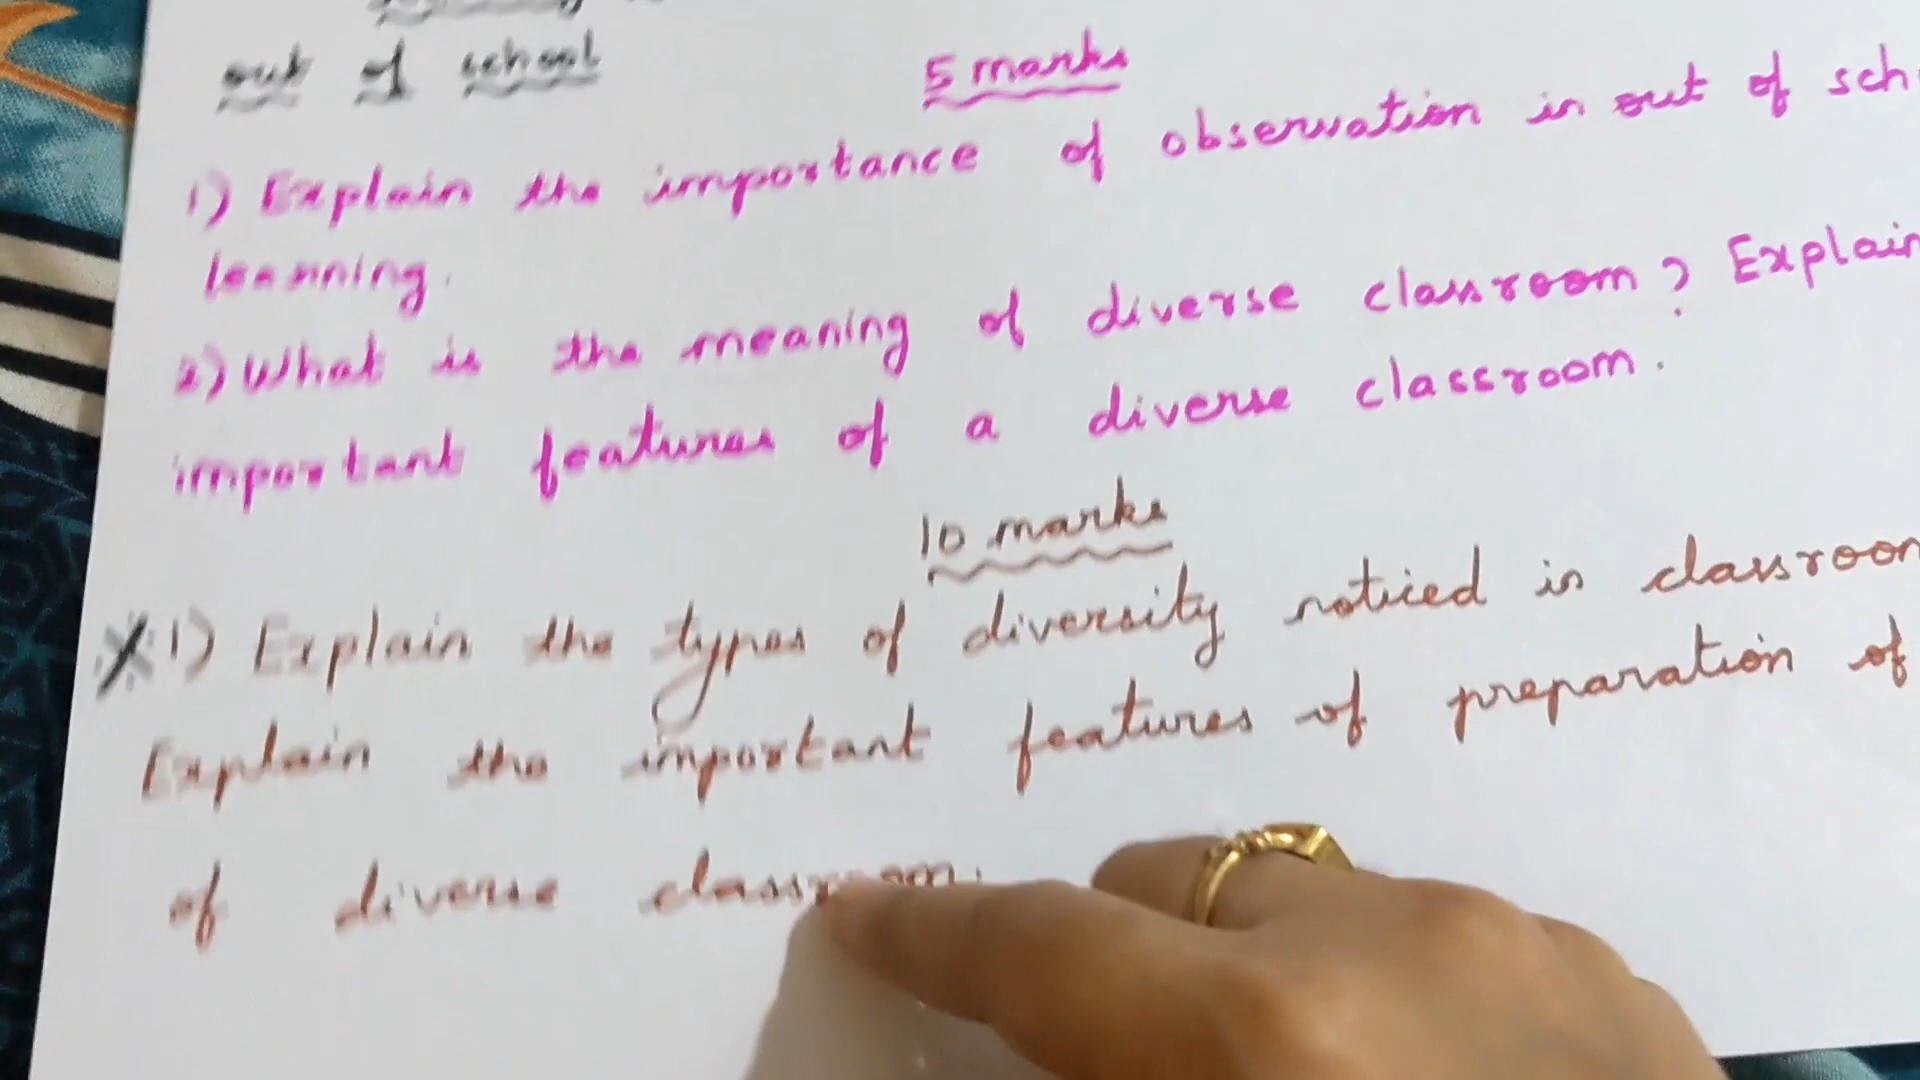 out of school
5 marks
1) Explain the importance of observation in out of sch
learning.
2) What is the meaning of diverse classroom? Explain
important features of a diverse classroom.
10 marks
1) Explain the types of diversity noticed in classroom
Explain the important features of preparation of
of diverse classroom.